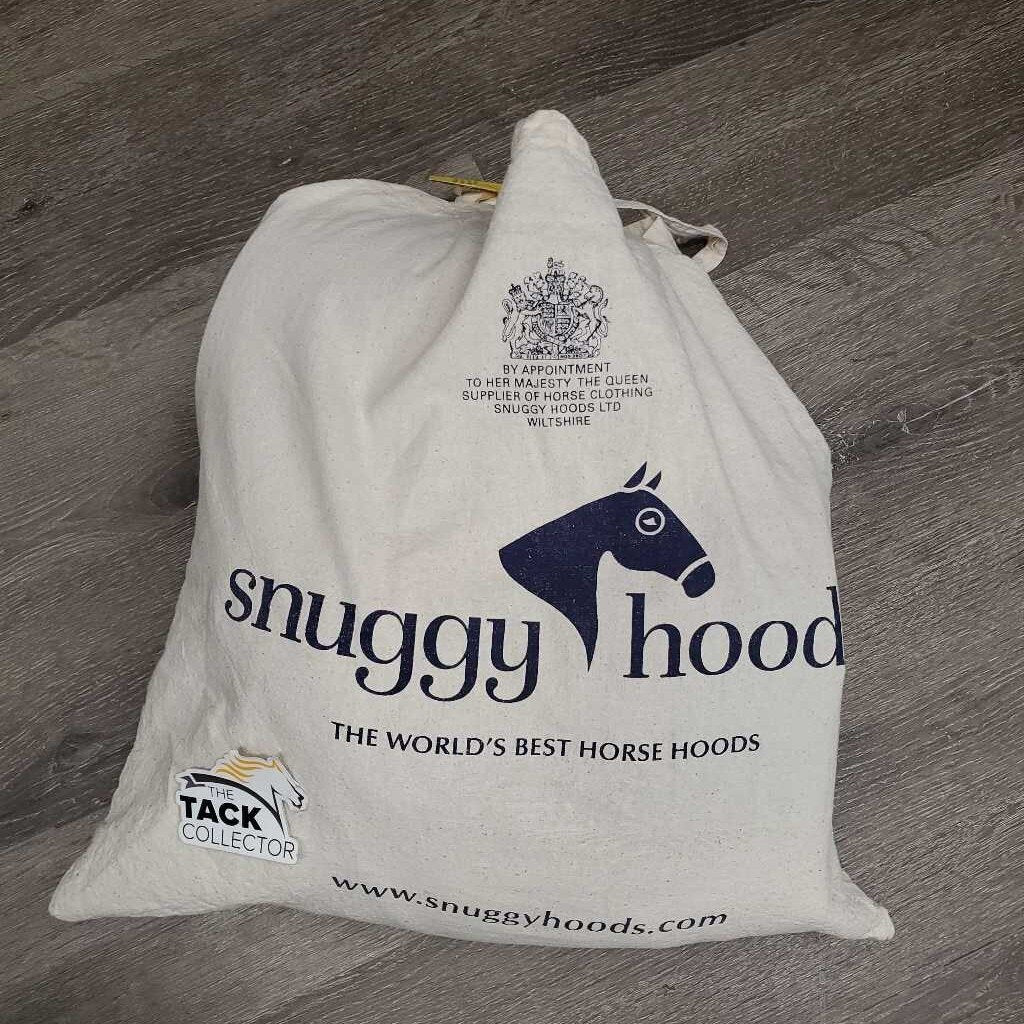 BY APPOINTMENT
TO HER MAJESTY THE QUEEN
SUPPLIER OF HORSE CLOTHING
SNUGGY HOODS LTD
WILTSHIRE
snuggy hood
THE WORLD'S BEST HORSE HOODS
THE
TACK
COLLECTOR
www.snuggyhoods.com